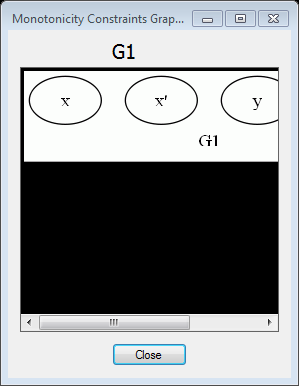 Monotonicity Constraints Grap...
G1
x x' y
G1
Close